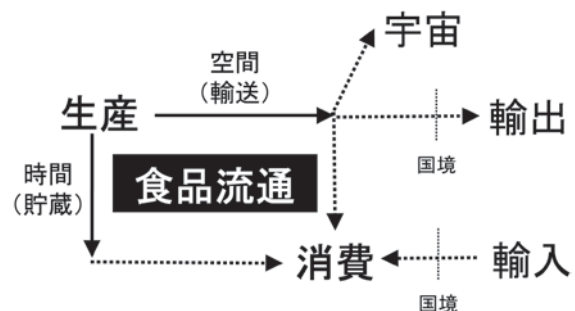 宇宙
空間
(輸送)
生産
輸出
国境
時間
(貯蔵)
食品流通
消費
輸入
国境